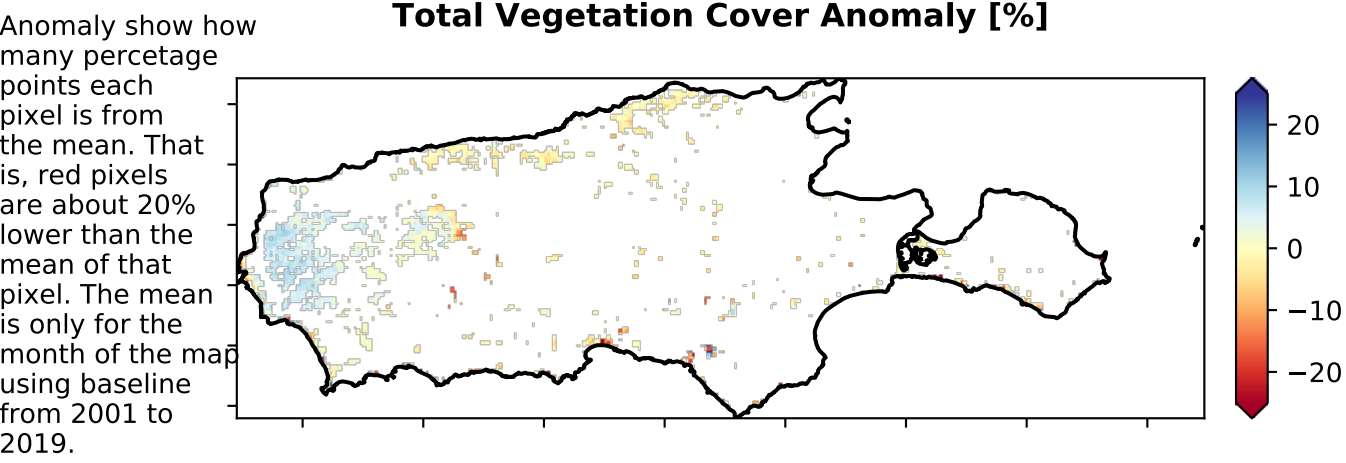 Total Vegetation Cover Anomaly [%]
Anomaly show how
many percetage
points each
pixel is from
the mean. That
is, red pixels
are about 20%
lower than the
mean of that
pixel. The mean
is only for the
month of the map
using baseline
from 2001 to
2019.
20
10
0
−10
−20